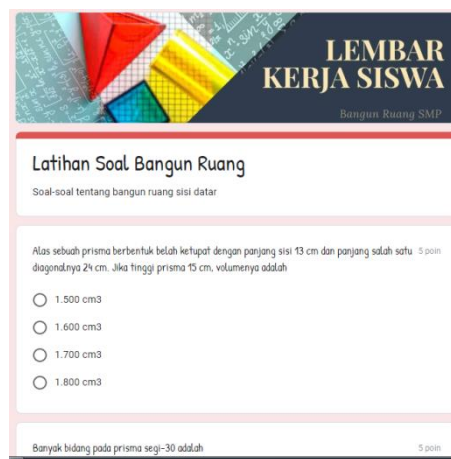 LEMBAR
KERJA SISWA
Bangun Ruang SMP
Latihan Soal Bangun Ruang
Soal-soal tentang bangun ruang sisi datar
Alas sebuah prisma berbentuk belah ketupat dengan panjang sisi 13 cm dan panjang salah satu 5 poin
diagonalnya 24 cm. Jika tinggi prisma 15 cm, volumenya adalah
1.500 cm3
1.600 cm3
1.700 cm3
1.800 cm3
Banyak bidang pada prisma segi-30 adalah 5 poin